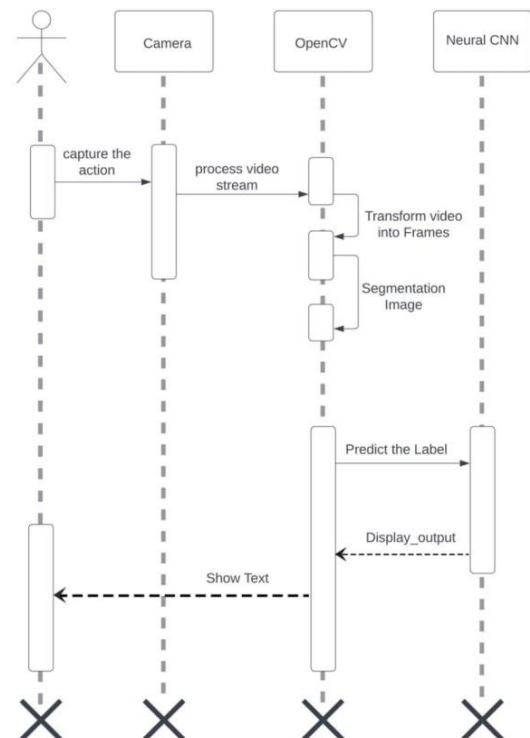 Camera
OpenCV
Neural CNN
capture the
action
process video
stream
Transform video
into Frames
Segmentation
Image
Predict the Label
Display_output
Show Text